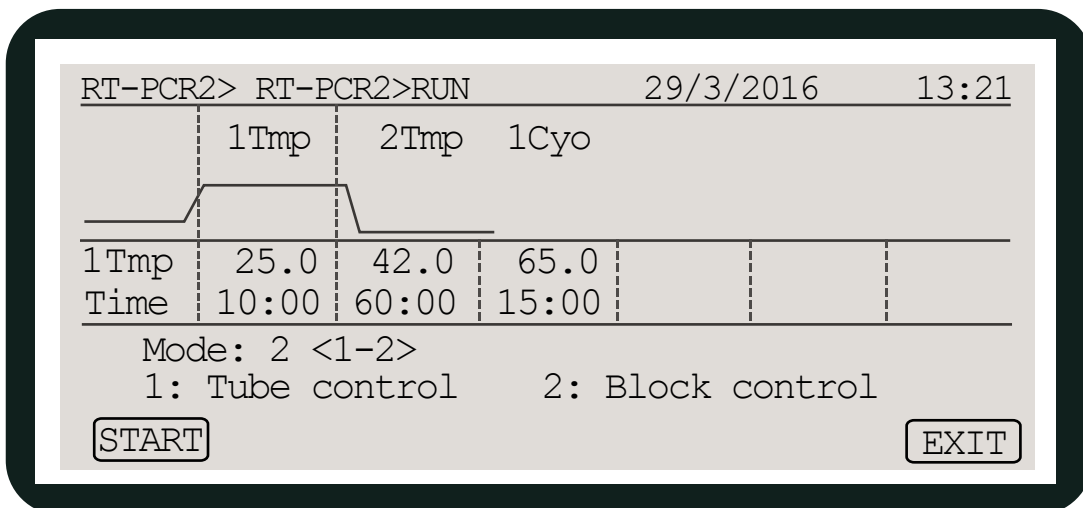 RT-PCR2> RT-PCR2>RUN 29/3/2016 13:21
1Tmp 2Tmp 1Cyo
1Tmp 25.0 42.0 65.0
Time 10:00 60:00 15:00
Mode: 2 <1-2>
1: Tube control 2: Block control
START EXIT